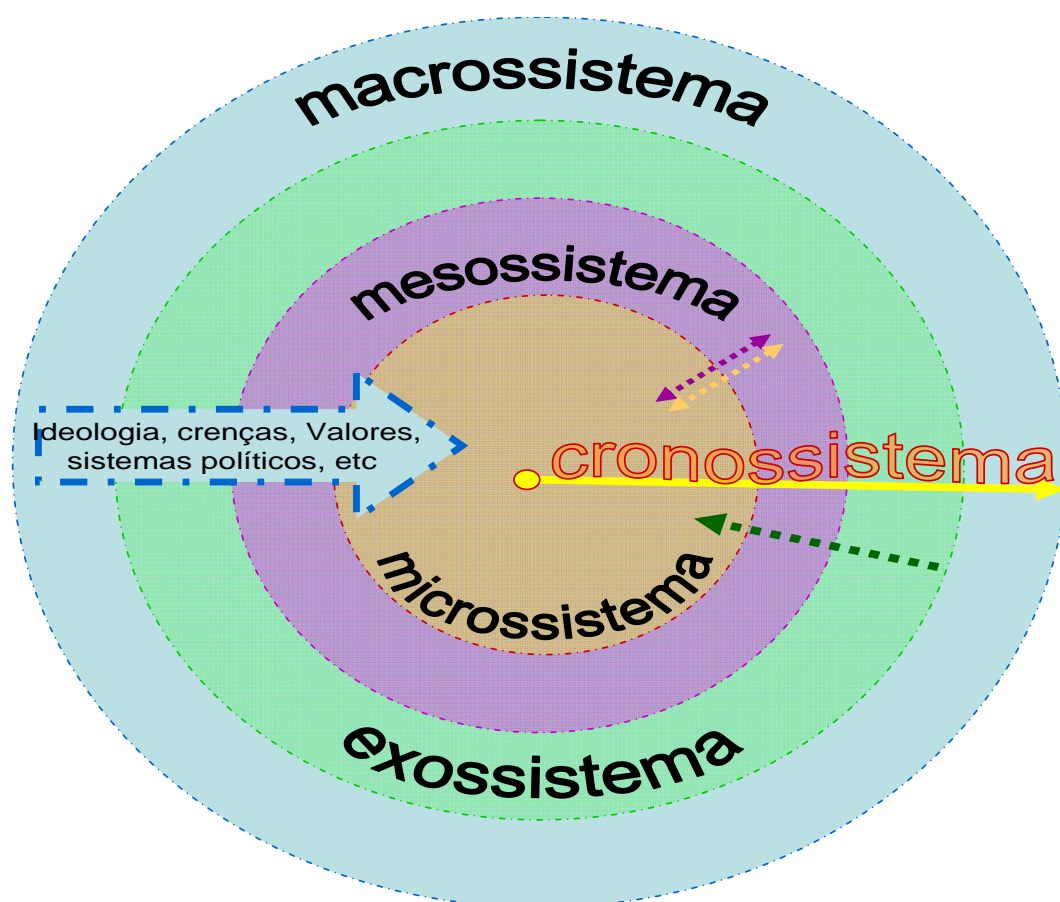 macrossistema
mesossistema
Ideologia, crenças, Valores,
sistemas políticos, etc
cronossistema
microssistema
exossistema